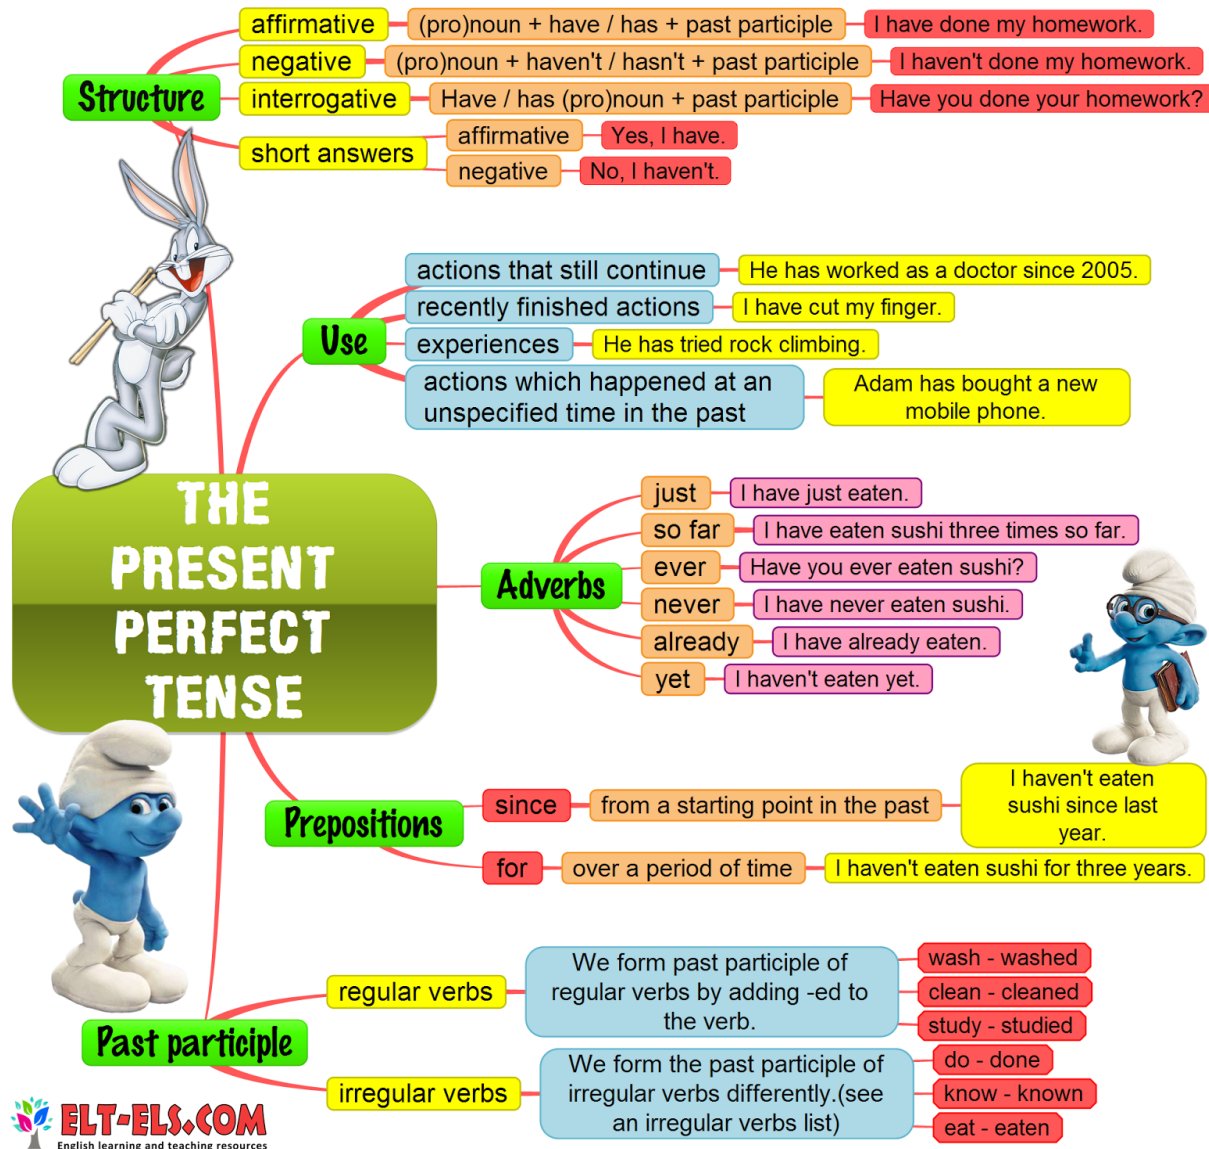 Structure
affirmative
(pro)noun + have / has + past participle
I have done my homework.
negative
(pro)noun + haven't / hasn't + past participle
I haven't done my homework.
interrogative
Have / has (pro)noun + past participle
Have you done your homework?
short answers
affirmative
Yes, I have.
negative
No, I haven't.
Use
actions that still continue
He has worked as a doctor since 2005.
recently finished actions
I have cut my finger.
experiences
He has tried rock climbing.
actions which happened at an
unspecified time in the past
Adam has bought a new
mobile phone.
THE
PRESENT
PERFECT
TENSE
Adverbs
just
I have just eaten.
so far
I have eaten sushi three times so far.
ever
Have you ever eaten sushi?
never
I have never eaten sushi.
already
I have already eaten.
yet
I haven't eaten yet.
Prepositions
since
from a starting point in the past
I haven't eaten
sushi since last
year.
for
over a period of time
I haven't eaten sushi for three years.
Past participle
regular verbs
We form past participle of
regular verbs by adding -ed to
the verb.
wash - washed
clean - cleaned
study - studied
irregular verbs
We form the past participle of
irregular verbs differently.(see
an irregular verbs list)
do - done
know - known
eat - eaten
ELT-ELS.COM
English learning and teaching resources